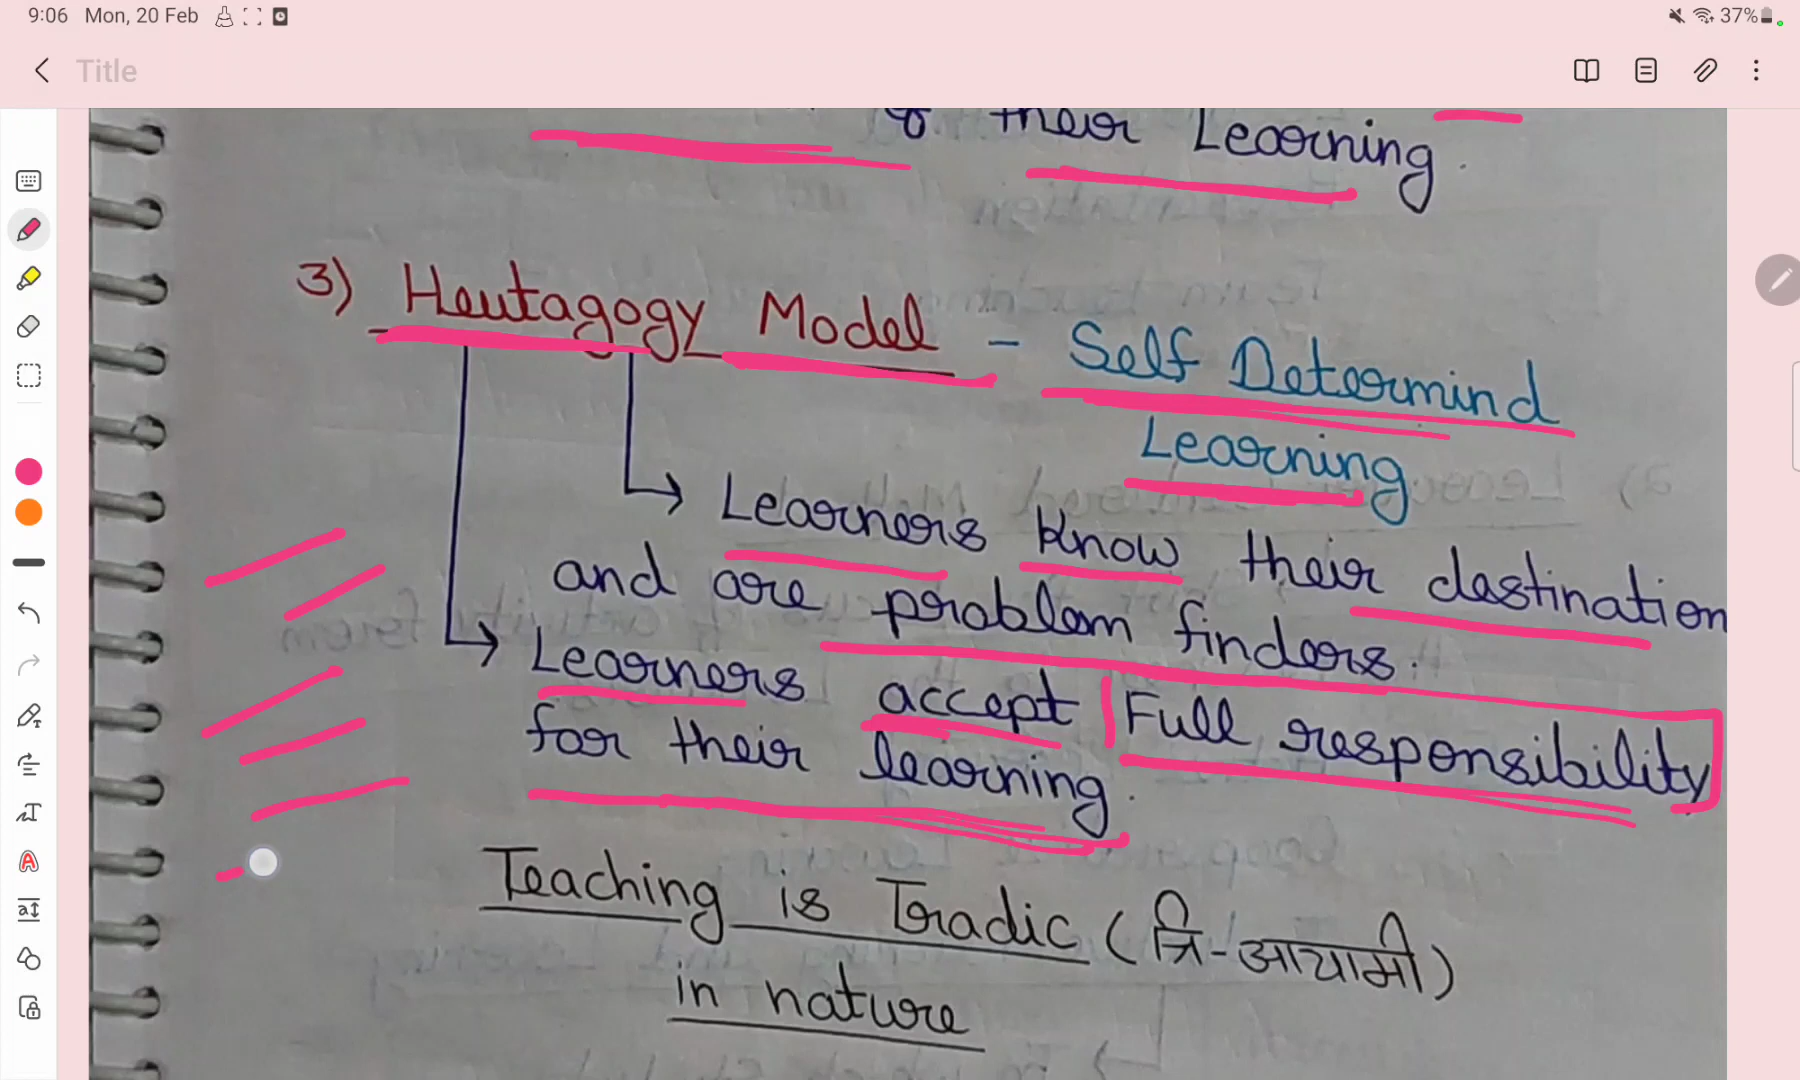 9:06 Mon, 20 Feb 37%
Title
their Learning.
3) Heutagogy Model - Self Determind
Learning
Learners know their destination
and are problem finders.
Learners accept Full responsibility
for their learning.
Teaching is Tradic (त्रि-आयामी)
in nature